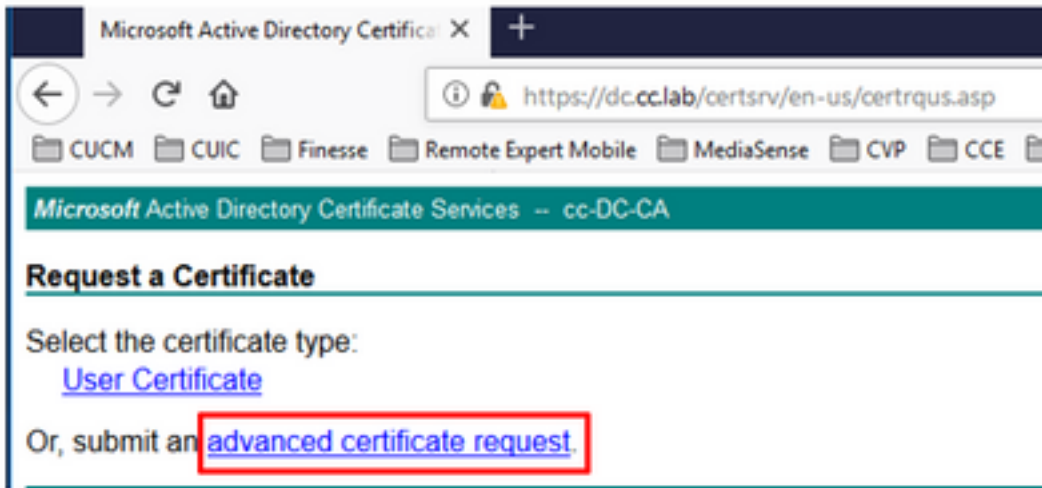 Microsoft Active Directory Certifica
https://dc.cc.lab/certsrv/en-us/certrqus.asp
CUCM CUIC Finesse Remote Expert Mobile MediaSense CVP CCE
Microsoft Active Directory Certificate Services -- cc-DC-CA
Request a Certificate
Select the certificate type:
User Certificate
Or, submit an advanced certificate request.